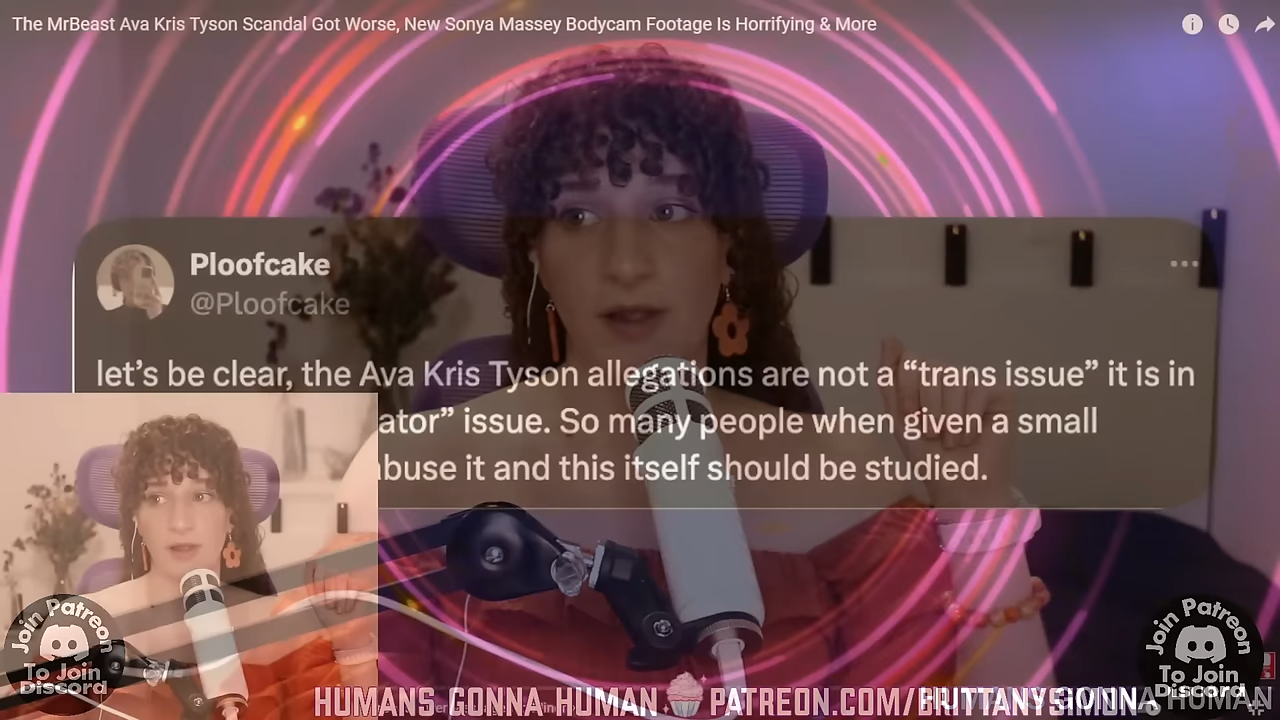 The MrBeast Ava Kris Tyson Scandal Got Worse, New Sonya Massey Bodycam Footage Is Horrifying & More
Ploofcake
@Ploofcake
let’s be clear, the Ava Kris Tyson allegations are not a “trans issue” it is in
ator” issue. So many people when given a small
buse it and this itself should be studied.
Join Patreon
To Join
Discord
Join Patreon
To Join
Discord
HUMANS GONNA HUMAN PATREON.COM/BRITTANYSIMON
HUMAN